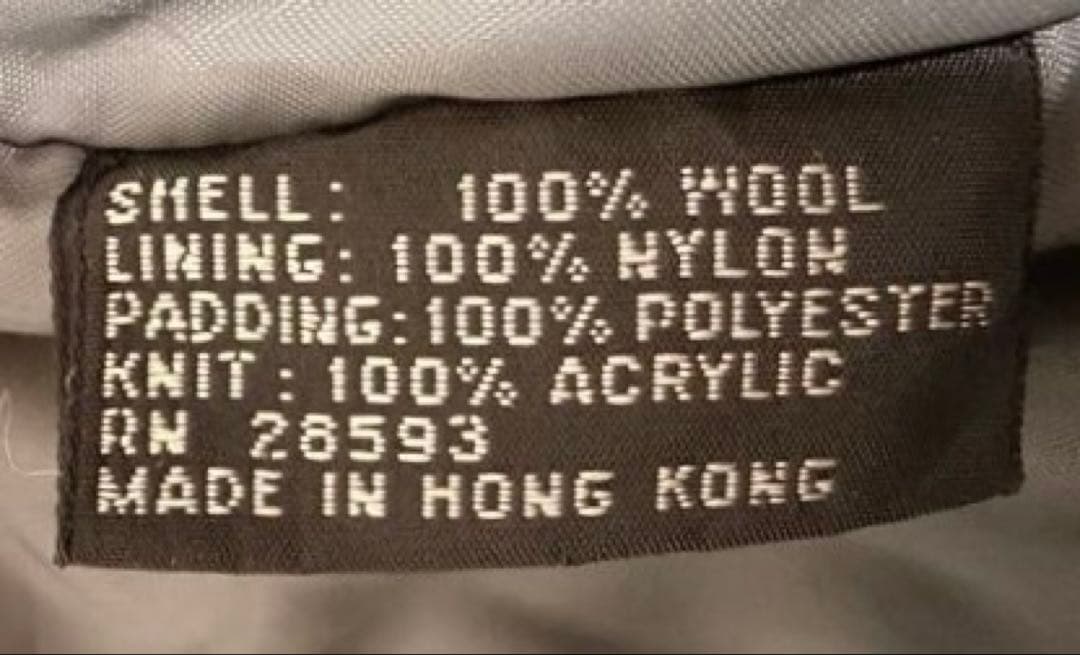 SHELL: 100% WOOL
LINING: 100% NYLON
PADDING: 100% POLYESTER
KNIT: 100% ACRYLIC
RN 28593
MADE IN HONG KONG